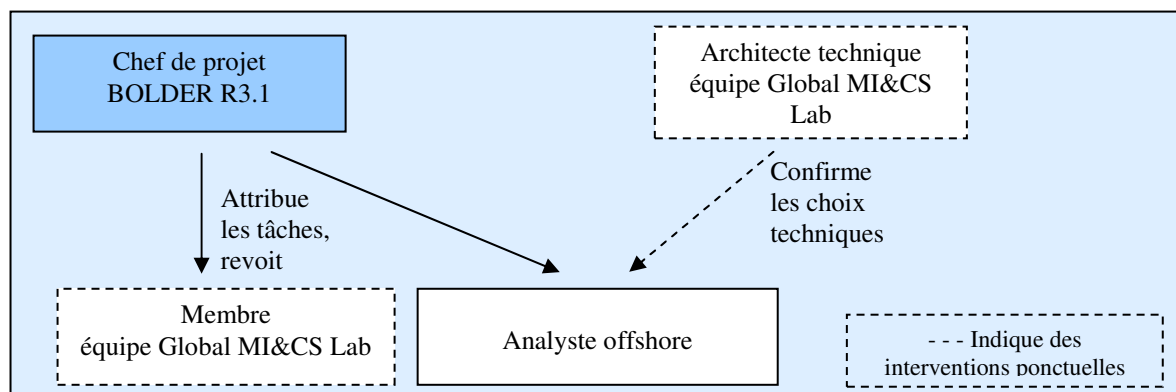 Chef de projet
BOLDER R3.1
Architecte technique
équipe Global MI&CS
Lab
Attribue
les tâches,
revoit
Confirme
les choix
techniques
Membre
équipe Global MI&CS Lab
Analyste offshore
- - - Indique des
interventions ponctuelles